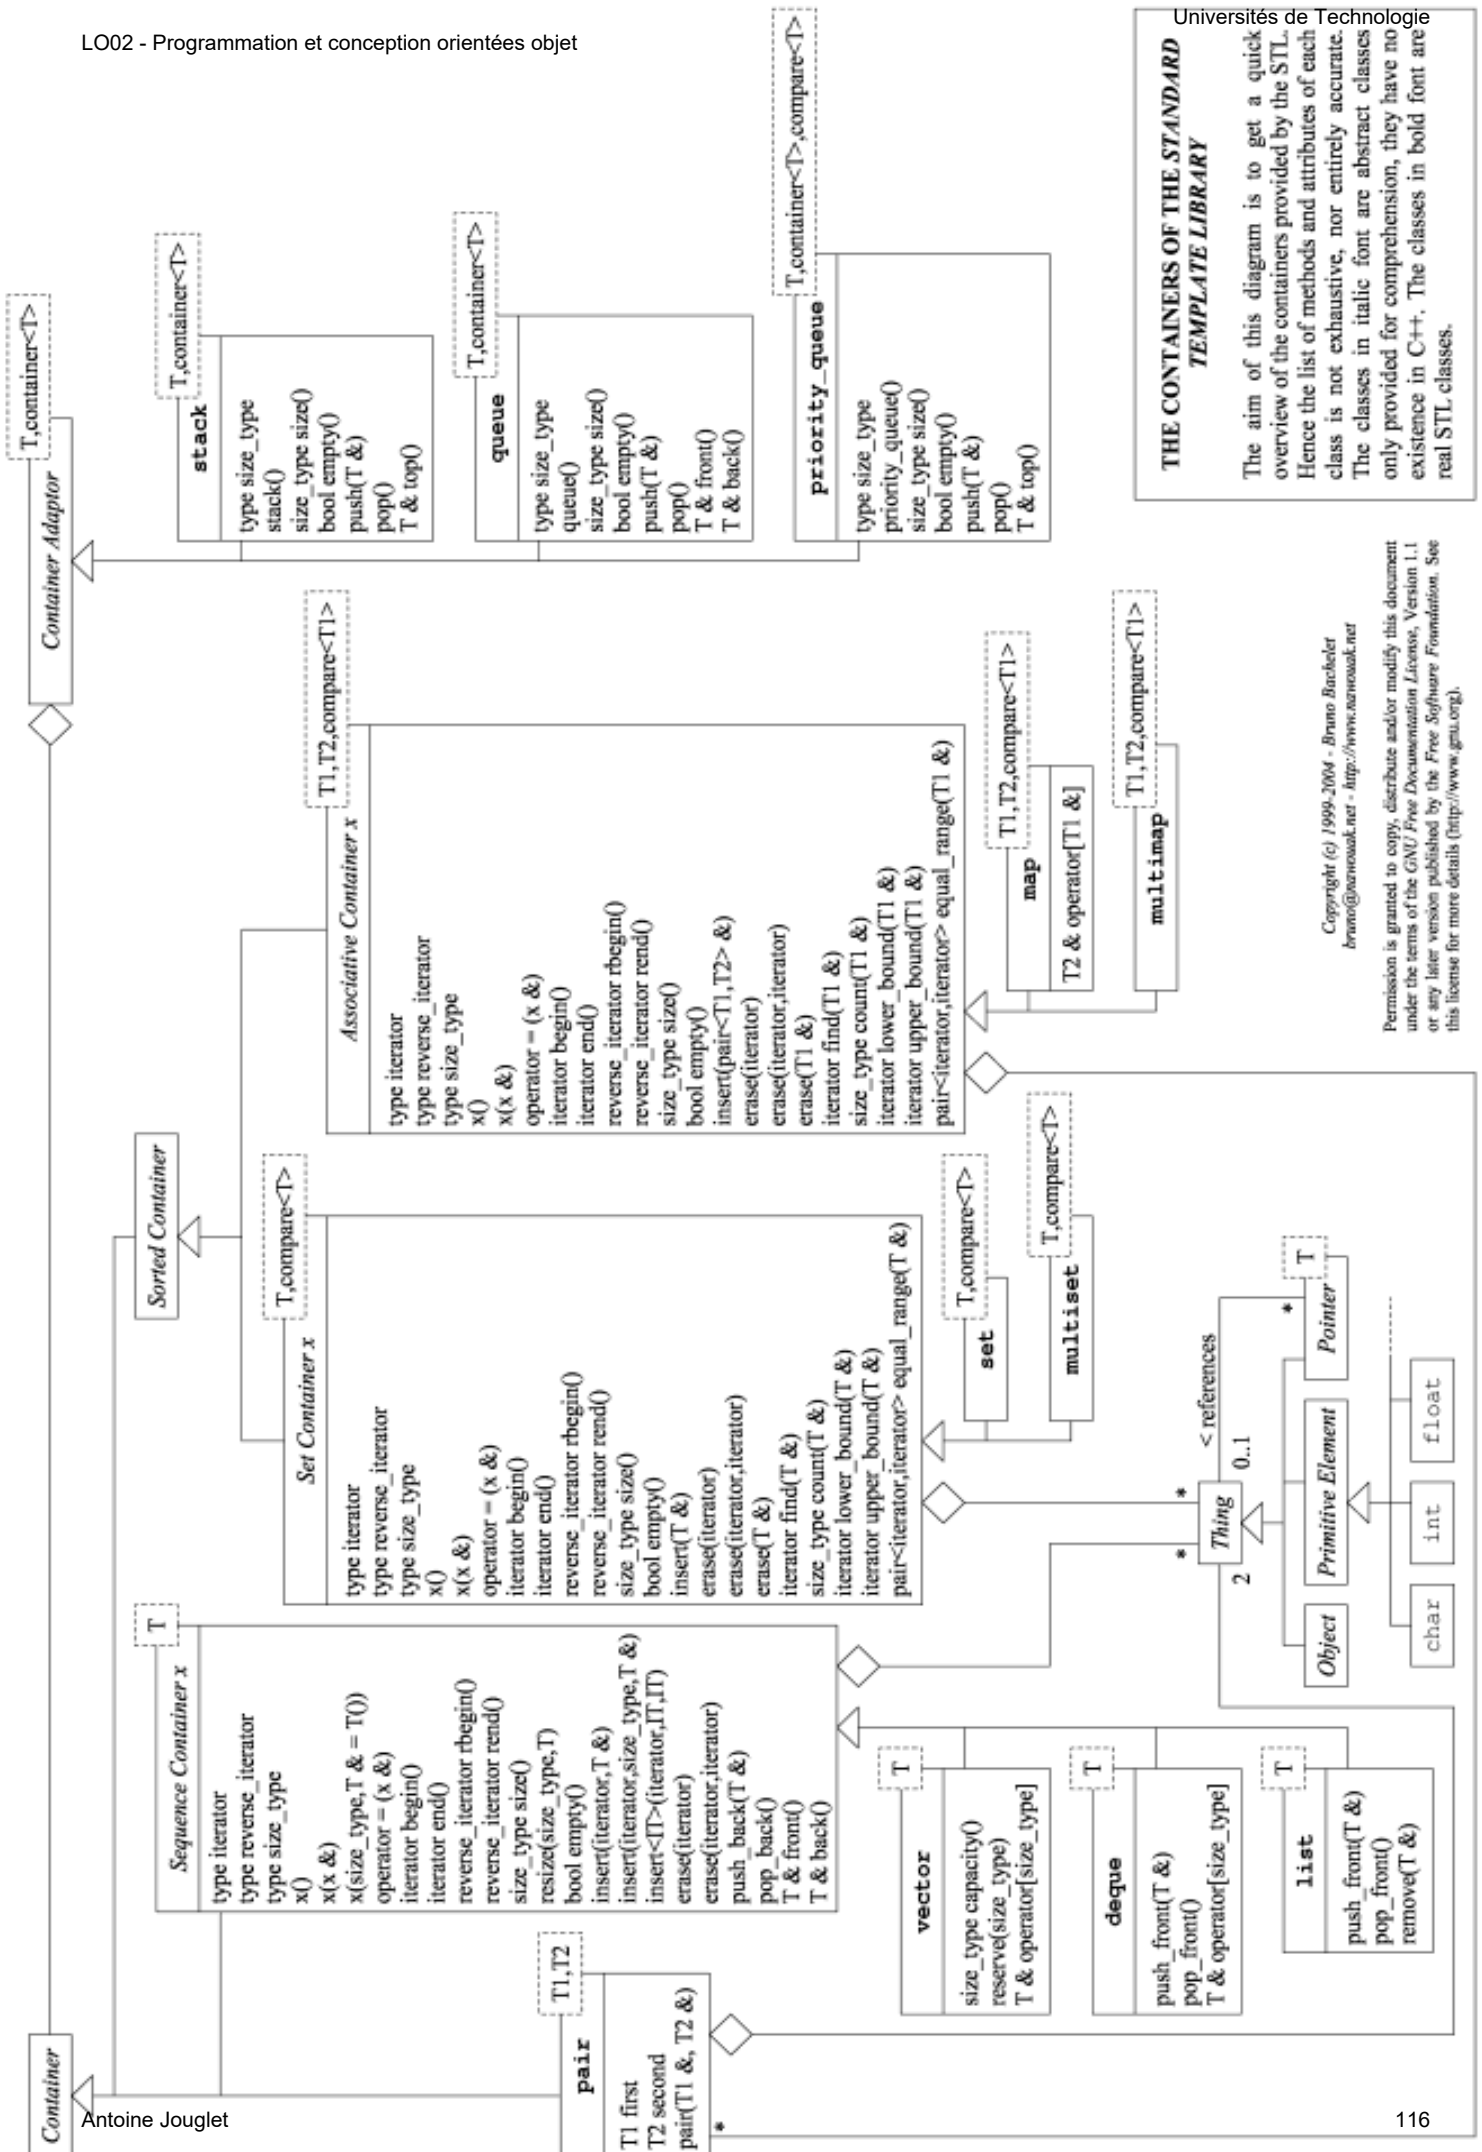 LO02 - Programmation et conception orientées objet
Universités de Technologie
Container
Container Adaptor
T,container<T>
Sequence Container x
T
type iterator
type reverse_iterator
type size_type
x()
x(x &)
x(size_type,T & = T())
operator = (x &)
iterator begin()
iterator end()
reverse_iterator rbegin()
reverse_iterator rend()
size_type size()
resize(size_type,T)
bool empty()
insert(iterator,T &)
insert(iterator,size_type,T &)
insert<IT>(iterator,IT,IT)
erase(iterator)
erase(iterator,iterator)
push_back(T &)
pop_back()
T & front()
T & back()
Sorted Container
Set Container x
T,compare<T>
type iterator
type reverse_iterator
type size_type
x()
x(x &)
operator = (x &)
iterator begin()
iterator end()
reverse_iterator rbegin()
reverse_iterator rend()
size_type size()
bool empty()
insert(T &)
erase(iterator)
erase(iterator,iterator)
erase(T &)
iterator find(T &)
size_type count(T &)
iterator lower_bound(T &)
iterator upper_bound(T &)
pair<iterator,iterator> equal_range(T &)
Associative Container x
T1,T2,compare<T1>
type iterator
type reverse_iterator
type size_type
x()
x(x &)
operator = (x &)
iterator begin()
iterator end()
reverse_iterator rbegin()
reverse_iterator rend()
size_type size()
bool empty()
insert(pair<T1,T2> &)
erase(iterator)
erase(iterator,iterator)
erase(T1 &)
iterator find(T1 &)
size_type count(T1 &)
iterator lower_bound(T1 &)
iterator upper_bound(T1 &)
pair<iterator,iterator> equal_range(T1 &)
stack
T,container<T>
type size_type
stack()
size_type size()
bool empty()
push(T &)
pop()
T & top()
queue
T,container<T>
type size_type
queue()
size_type size()
bool empty()
push(T &)
pop()
T & front()
T & back()
priority_queue
T,container<T>,compare<T>
type size_type
priority_queue()
size_type size()
bool empty()
push(T &)
pop()
T & top()
pair
T1,T2
T1 first
T2 second
pair(T1 &, T2 &)
*
vector
T
size_type capacity()
reserve(size_type)
T & operator[size_type]
deque
T
push_front(T &)
pop_front()
T & operator[size_type]
list
T
push_front(T &)
pop_front()
remove(T &)
set
T,compare<T>
multiset
T,compare<T>
map
T1,T2,compare<T1>
T2 & operator[T1 &]
multimap
T1,T2,compare<T1>
*
*
Thing
2
0..1
< references
*
Object
Primitive Element
Pointer
T
char
int
float
Copyright (c) 1999-2004 - Bruno Bachelet
bruno@nawouak.net - http://www.nawouak.net
Permission is granted to copy, distribute and/or modify this document
under the terms of the GNU Free Documentation License, Version 1.1
or any later version published by the Free Software Foundation. See
this license for more details (http://www.gnu.org).
THE CONTAINERS OF THE STANDARD
TEMPLATE LIBRARY
The aim of this diagram is to get a quick
overview of the containers provided by the STL.
Hence the list of methods and attributes of each
class is not exhaustive, nor entirely accurate.
The classes in italic font are abstract classes
only provided for comprehension, they have no
existence in C++. The classes in bold font are
real STL classes.
Antoine Jouglet
116